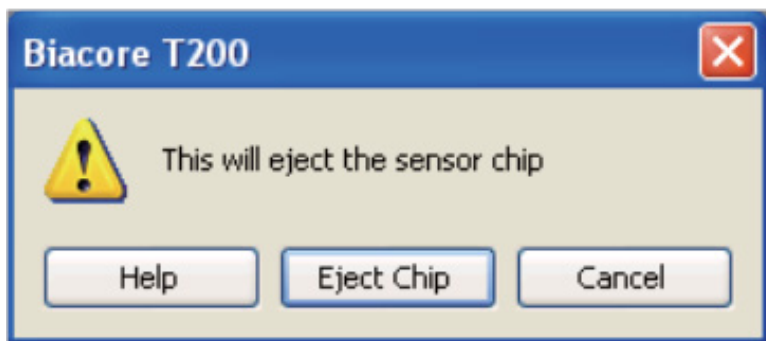 Biacore T200
This will eject the sensor chip
Help Eject Chip Cancel